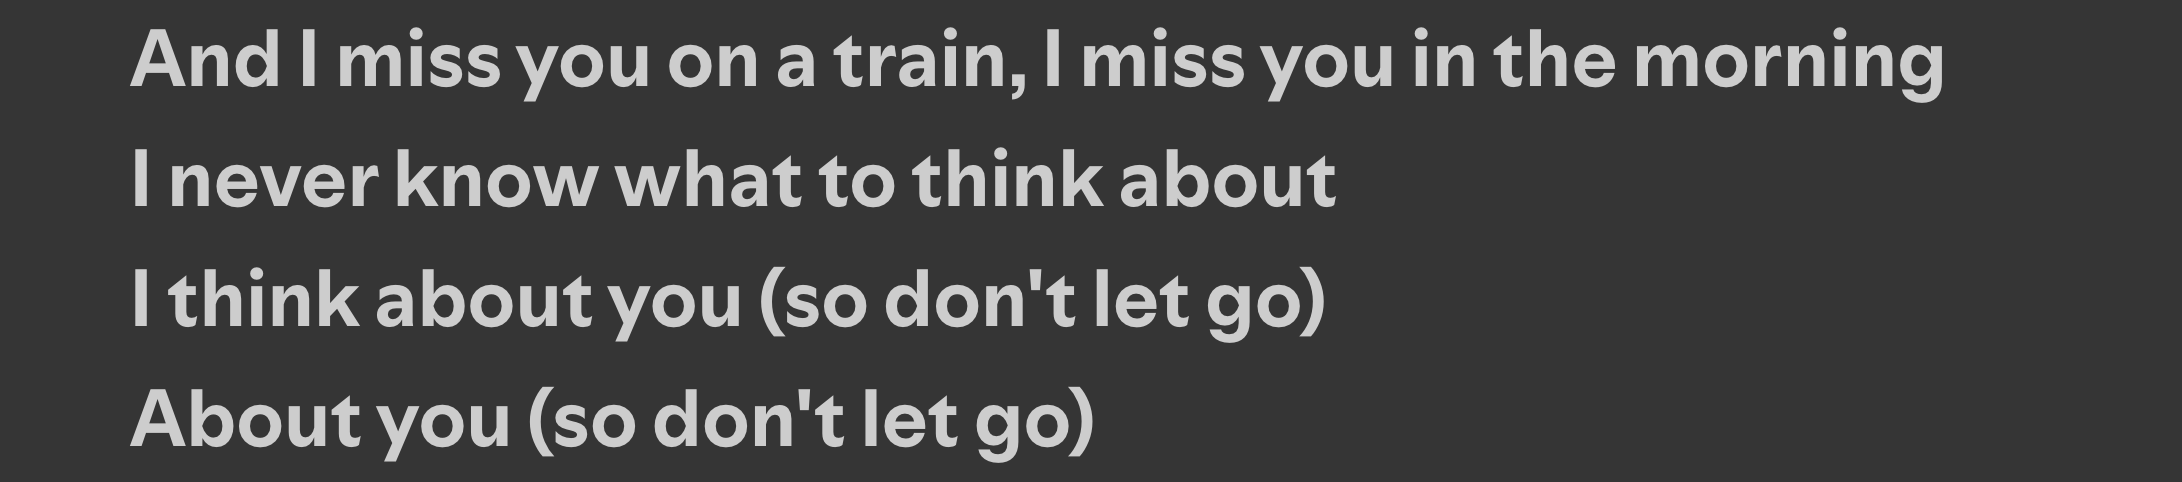 And I miss you on a train, I miss you in the morning
I never know what to think about
I think about you (so don't let go)
About you (so don't let go)